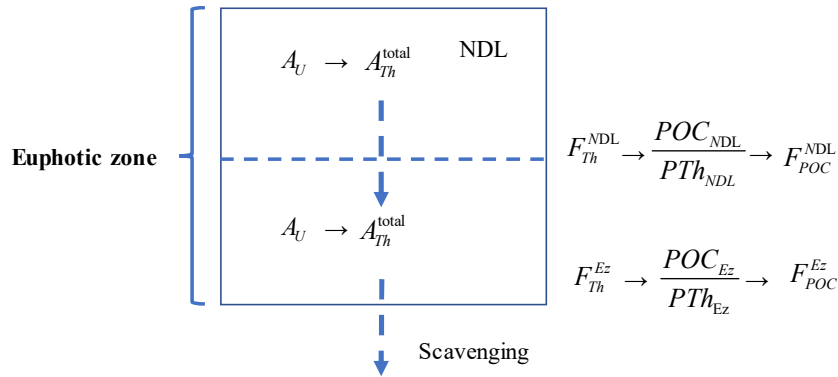 A_U → A_Th^total NDL
F_Th^NDL → POC_NDL / PTh_NDL → F_POC^NDL
Euphotic zone
A_U → A_Th^total
F_Th^Ez → POC_Ez / PTh_Ez → F_POC^Ez
Scavenging